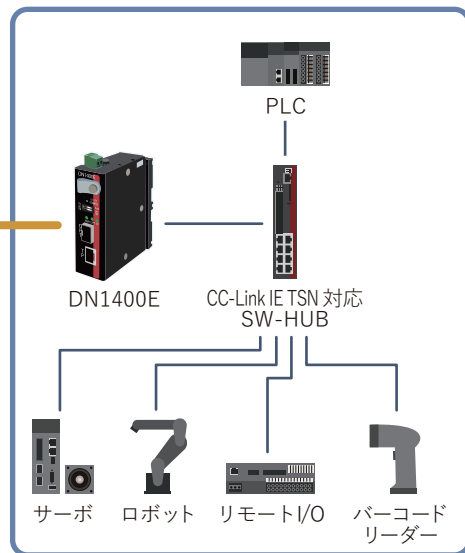 PLC
DN1400E
DN1400E
CC-Link IE TSN 対応
SW-HUB
サーボ
ロボット
リモートI/O
バーコード
リーダー